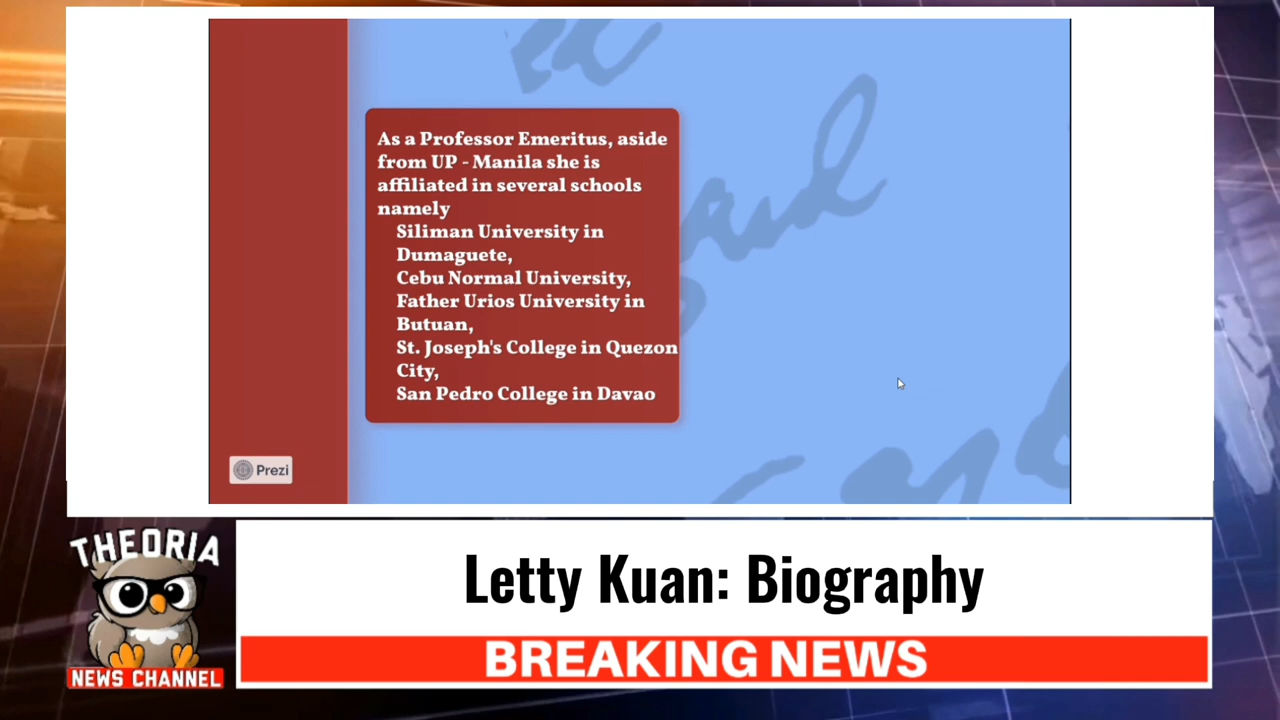 As a Professor Emeritus, aside
from UP - Manila she is
affiliated in several schools
namely
Siliman University in
Dumaguete,
Cebu Normal University,
Father Urios University in
Butuan,
St. Joseph's College in Quezon
City,
San Pedro College in Davao
Prezi
THEORIA
NEWS CHANNEL
Letty Kuan: Biography
BREAKING NEWS